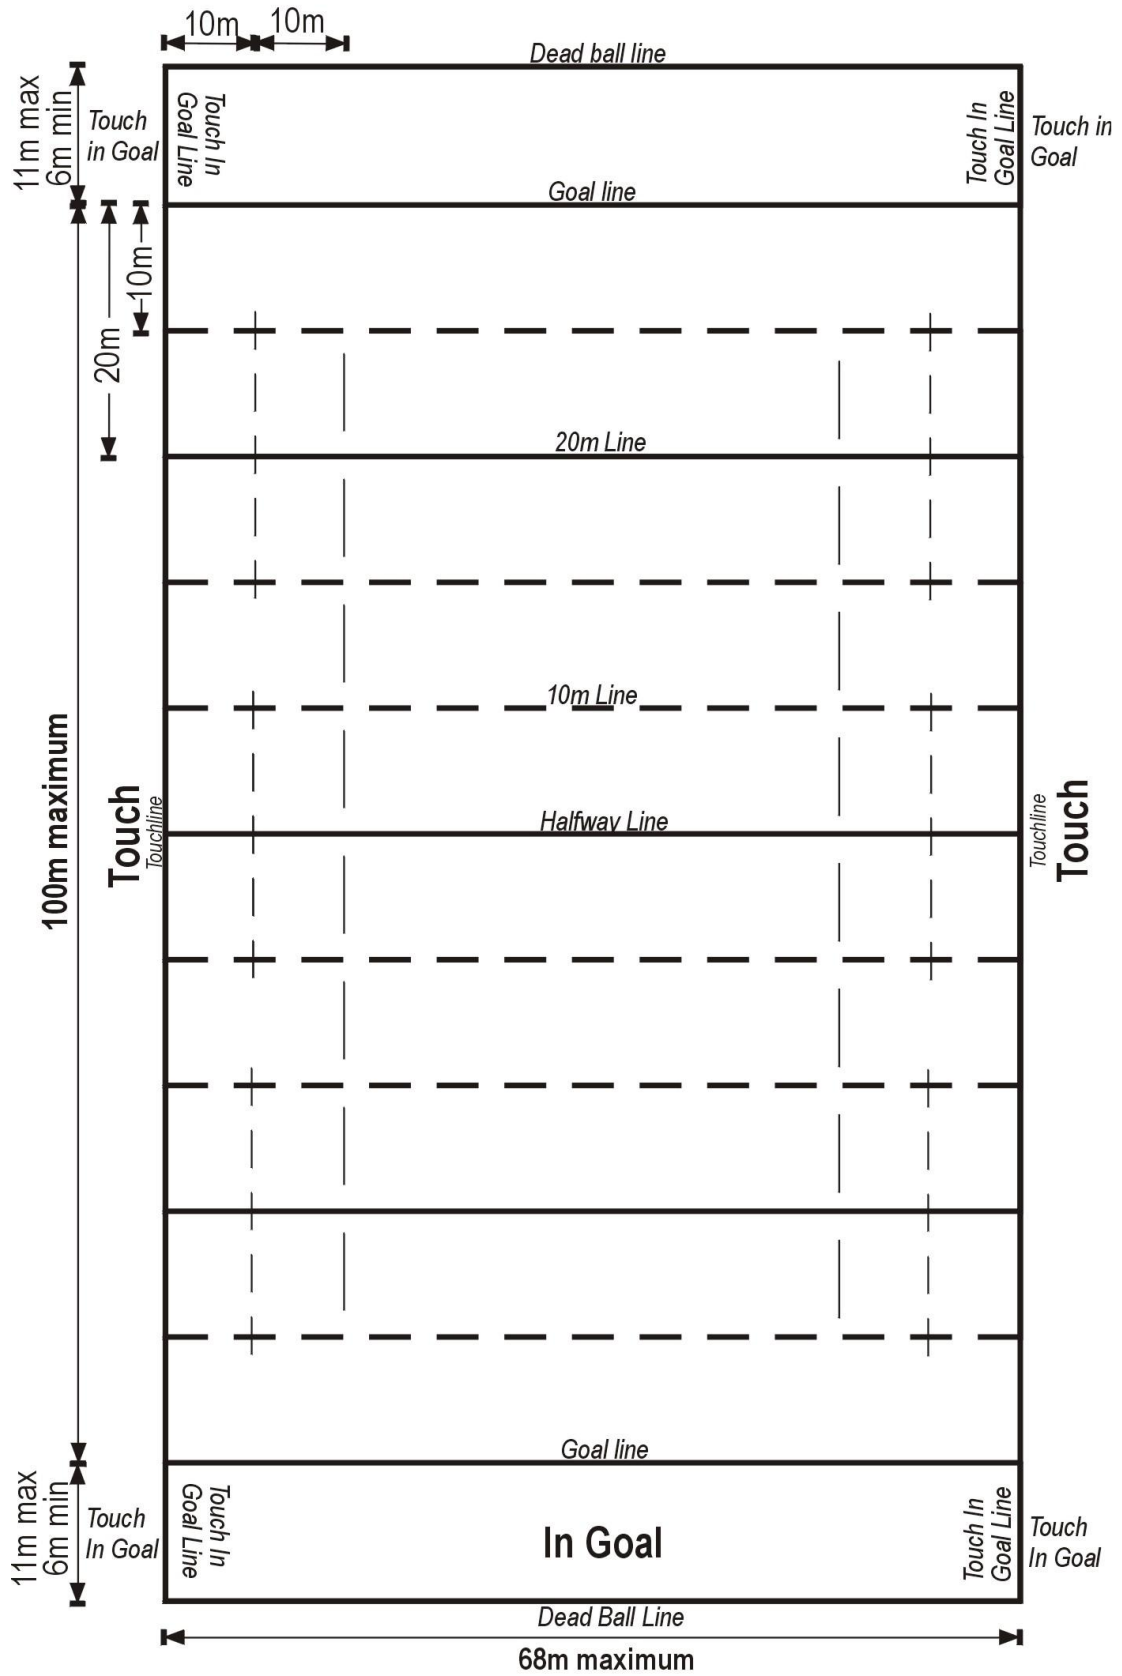 10m 10m
Dead ball line
11m max
6m min
Touch
in Goal
Touch In
Goal Line
Touch In
Goal Line
Touch in
Goal
Goal line
10m
20m
20m Line
10m Line
100m maximum
Touch
Touchline
Halfway Line
Touchline
Touch
Goal line
11m max
6m min
Touch
In Goal
Touch In
Goal Line
In Goal
Touch In
Goal Line
Touch
In Goal
Dead Ball Line
68m maximum